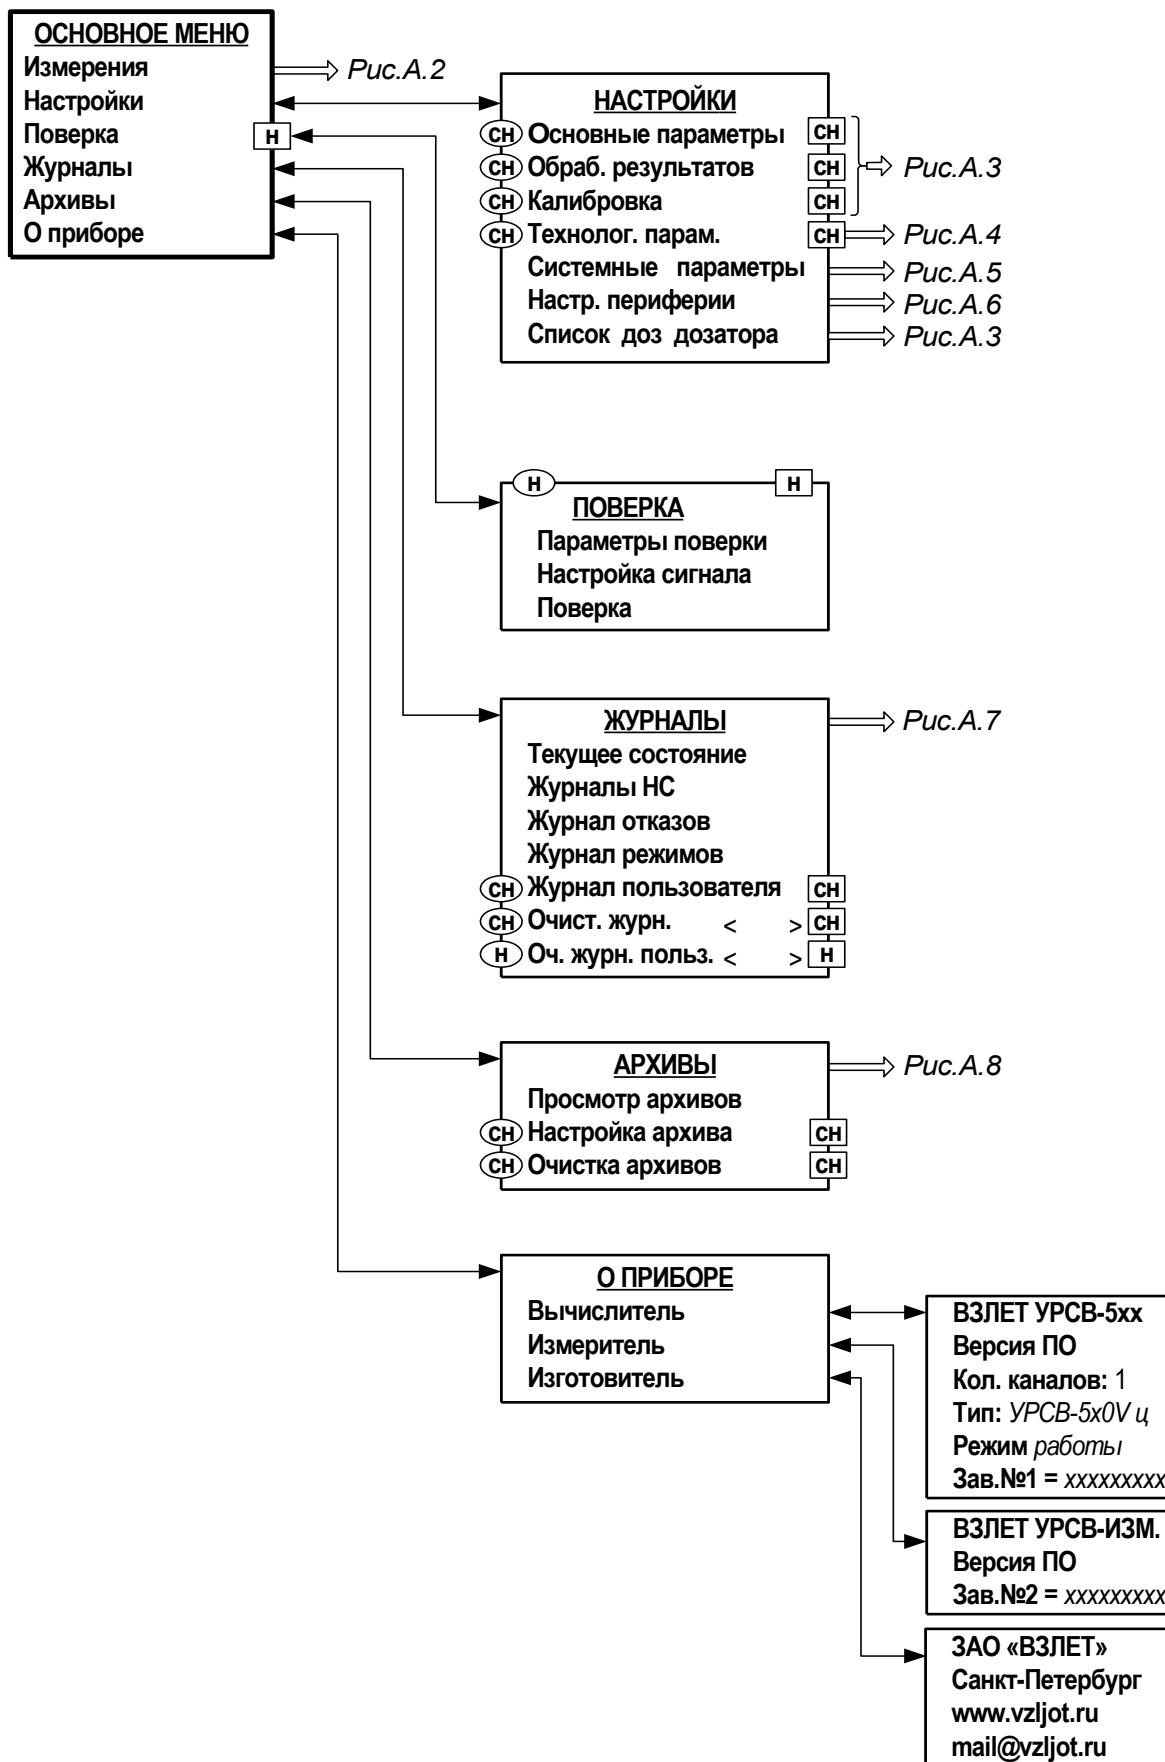 ОСНОВНОЕ МЕНЮ
Измерения
Рис.А.2
Настройки
Поверка
Н
Журналы
Архивы
О приборе
НАСТРОЙКИ
СН Основные параметры СН
СН Обраб. результатов СН Рис.А.3
СН Калибровка СН
СН Технолог. парам. СН Рис.А.4
Системные параметры Рис.А.5
Настр. периферии Рис.А.6
Список доз дозатора Рис.А.3
Н Н
ПОВЕРКА
Параметры поверки
Настройка сигнала
Поверка
ЖУРНАЛЫ Рис.А.7
Текущее состояние
Журналы НС
Журнал отказов
Журнал режимов
СН Журнал пользователя СН
СН Очист. журн. < > СН
Н Оч. журн. польз. < > Н
АРХИВЫ Рис.А.8
Просмотр архивов
СН Настройка архива СН
СН Очистка архивов СН
О ПРИБОРЕ
Вычислитель
Измеритель
Изготовитель
ВЗЛЕТ УРСВ-5хх
Версия ПО
Кол. каналов: 1
Тип: УРСВ-5х0V ц
Режим работы
Зав.№1 = xxxxxxxxx
ВЗЛЕТ УРСВ-ИЗМ.
Версия ПО
Зав.№2 = xxxxxxxxx
ЗАО «ВЗЛЕТ»
Санкт-Петербург
www.vzljot.ru
mail@vzljot.ru